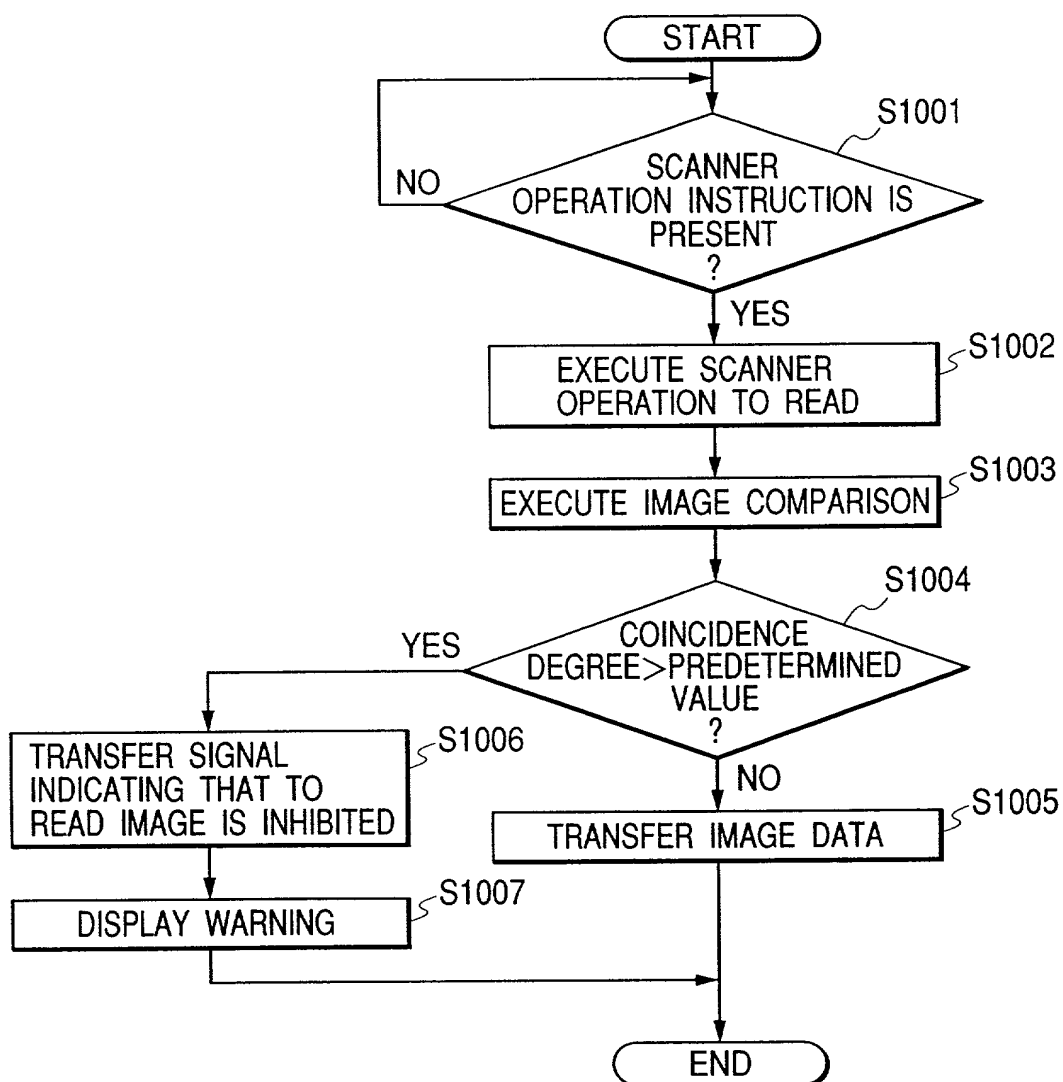 START
S1001
SCANNER
OPERATION INSTRUCTION IS
PRESENT
?
NO
YES
S1002
EXECUTE SCANNER
OPERATION TO READ
S1003
EXECUTE IMAGE COMPARISON
S1004
COINCIDENCE
DEGREE>PREDETERMINED
VALUE
?
YES
NO
S1006
TRANSFER SIGNAL
INDICATING THAT TO
READ IMAGE IS INHIBITED
S1005
TRANSFER IMAGE DATA
S1007
DISPLAY WARNING
END